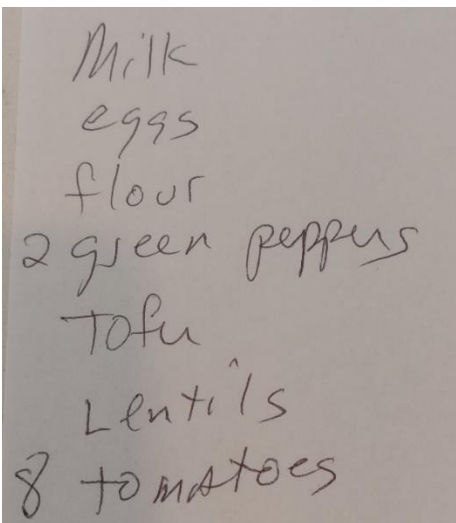 Milk
eggs
flour
2 green peppers
Tofu
Lentils
8 tomatoes